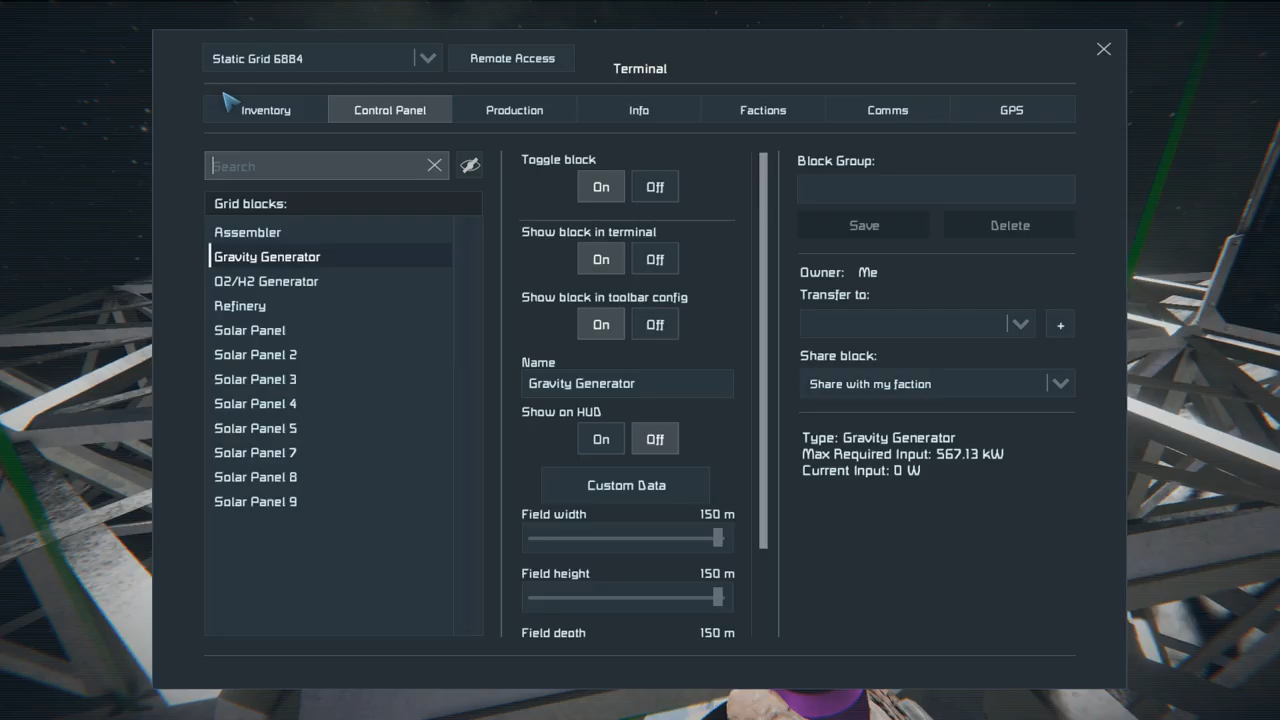 Static Grid 6884
Remote Access
Terminal
Inventory
Control Panel
Production
Info
Factions
Comms
GPS
Search
Grid blocks:
Assembler
Gravity Generator
O2/H2 Generator
Refinery
Solar Panel
Solar Panel 2
Solar Panel 3
Solar Panel 4
Solar Panel 5
Solar Panel 7
Solar Panel 8
Solar Panel 9
Toggle block
On Off
Show block in terminal
On Off
Show block in toolbar config
On Off
Name
Gravity Generator
Show on HUD
On Off
Custom Data
Field width 150 m
Field height 150 m
Field depth 150 m
Block Group:
Save Delete
Owner: Me
Transfer to:
+
Share block:
Share with my faction
Type: Gravity Generator
Max Required Input: 567.13 kW
Current Input: 0 W